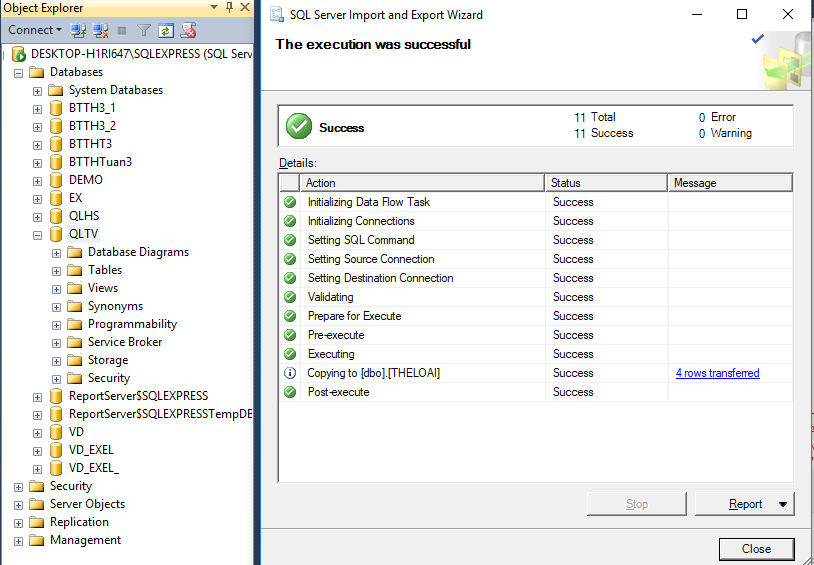 Object Explorer
Connect
DESKTOP-H1RI647\SQLEXPRESS (SQL Serv
Databases
System Databases
BTTH3_1
BTTH3_2
BTTHT3
BTTHTuan3
DEMO
EX
QLHS
QLTV
Database Diagrams
Tables
Views
Synonyms
Programmability
Service Broker
Storage
Security
ReportServer$SQLEXPRESS
ReportServer$SQLEXPRESSTempDB
VD
VD_EXEL
VD_EXEL_
Security
Server Objects
Replication
Management
SQL Server Import and Export Wizard
The execution was successful
Success
11 Total 0 Error
11 Success 0 Warning
Details:
Action Status Message
Initializing Data Flow Task Success
Initializing Connections Success
Setting SQL Command Success
Setting Source Connection Success
Setting Destination Connection Success
Validating Success
Prepare for Execute Success
Pre-execute Success
Executing Success
Copying to [dbo].[THELOAI] Success 4 rows transferred
Post-execute Success
Stop Report
Close